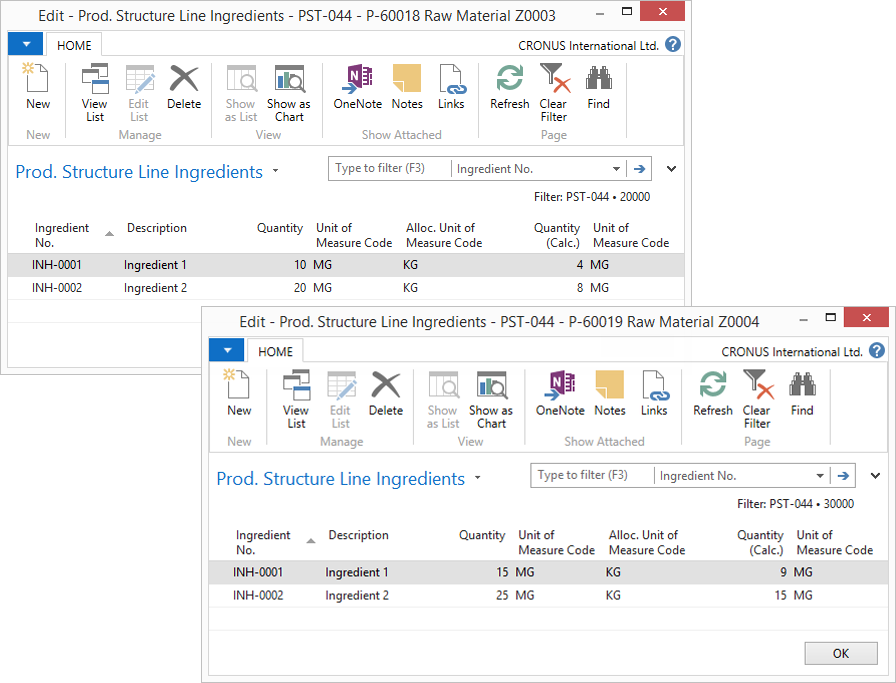 Edit - Prod. Structure Line Ingredients - PST-044 - P-60018 Raw Material Z0003
HOME
CRONUS International Ltd.
New
View List
Edit List
Delete
Show as List
Show as Chart
OneNote
Notes
Links
Refresh
Clear Filter
Find
New
Manage
View
Show Attached
Page
Prod. Structure Line Ingredients
Type to filter (F3)
Ingredient No.
Filter: PST-044 • 20000
Ingredient No. Description Quantity Unit of Measure Code Alloc. Unit of Measure Code Quantity (Calc.) Unit of Measure Code
INH-0001 Ingredient 1 10 MG KG 4 MG
INH-0002 Ingredient 2 20 MG KG 8 MG
Edit - Prod. Structure Line Ingredients - PST-044 - P-60019 Raw Material Z0004
HOME
CRONUS International Ltd.
New
View List
Edit List
Delete
Show as List
Show as Chart
OneNote
Notes
Links
Refresh
Clear Filter
Find
New
Manage
View
Show Attached
Page
Prod. Structure Line Ingredients
Type to filter (F3)
Ingredient No.
Filter: PST-044 • 30000
Ingredient No. Description Quantity Unit of Measure Code Alloc. Unit of Measure Code Quantity (Calc.) Unit of Measure Code
INH-0001 Ingredient 1 15 MG KG 9 MG
INH-0002 Ingredient 2 25 MG KG 15 MG
OK